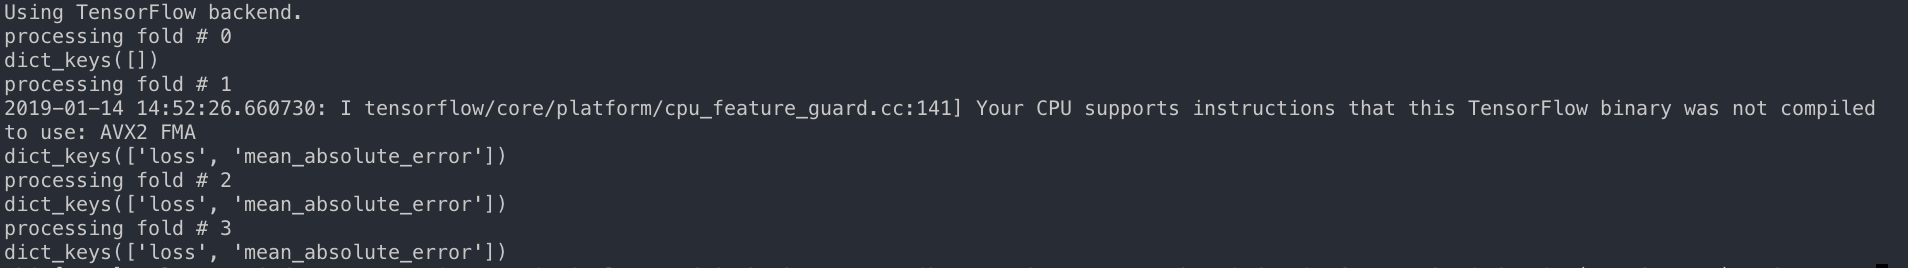 Using TensorFlow backend.
processing fold # 0
dict_keys([])
processing fold # 1
2019-01-14 14:52:26.660730: I tensorflow/core/platform/cpu_feature_guard.cc:141] Your CPU supports instructions that this TensorFlow binary was not compiled
to use: AVX2 FMA
dict_keys(['loss', 'mean_absolute_error'])
processing fold # 2
dict_keys(['loss', 'mean_absolute_error'])
processing fold # 3
dict_keys(['loss', 'mean_absolute_error'])